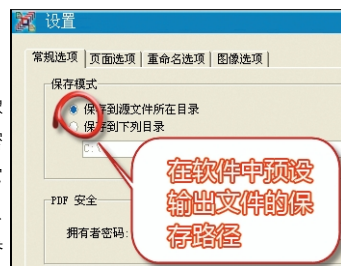 设置
常规选项 页面选项 重命名选项 图像选项
保存模式
保存到源文件所在目录
保存到下列目录
在软件中预设
输出文件的保
存路径
PDF 安全
拥有者密码: